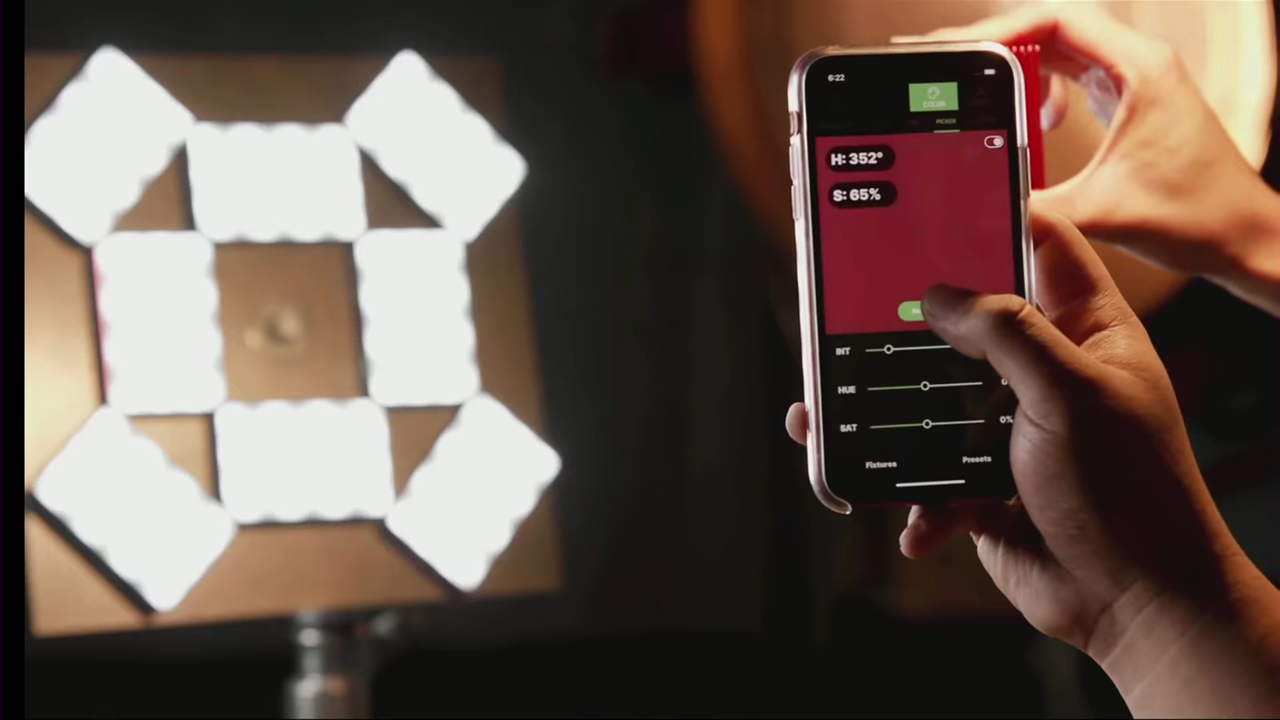 6:22
COLOR
PICKER
H: 352°
S: 65%
INT
HUE
SAT 0%
Fixtures Presets